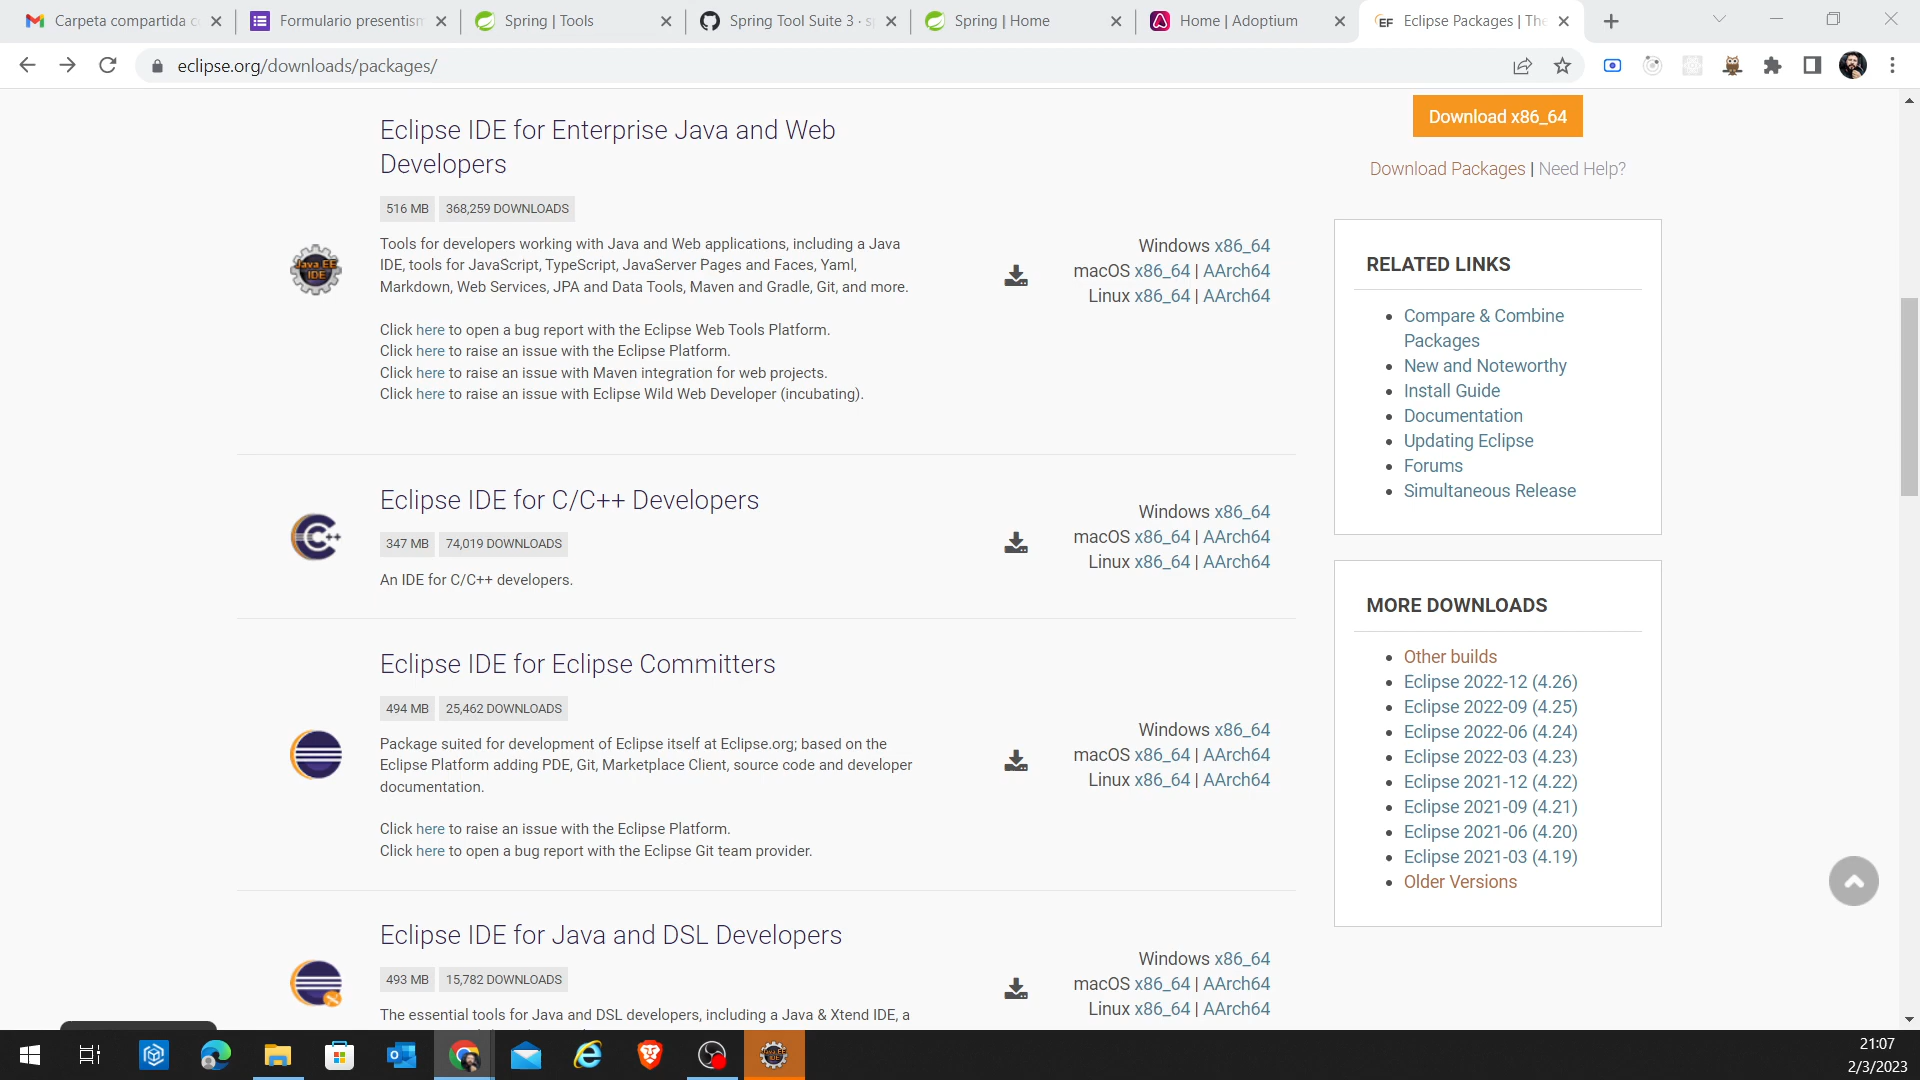 Carpeta compartida c
Formulario presentism
Spring | Tools
Spring Tool Suite 3 · s
Spring | Home
Home | Adoptium
EF
Eclipse Packages | The
eclipse.org/downloads/packages/
Download x86_64
Download Packages | Need Help?
Eclipse IDE for Enterprise Java and Web
Developers
516 MB 368,259 DOWNLOADS
Java EE
IDE
Tools for developers working with Java and Web applications, including a Java
IDE, tools for JavaScript, TypeScript, JavaServer Pages and Faces, Yaml,
Markdown, Web Services, JPA and Data Tools, Maven and Gradle, Git, and more.
Click here to open a bug report with the Eclipse Web Tools Platform.
Click here to raise an issue with the Eclipse Platform.
Click here to raise an issue with Maven integration for web projects.
Click here to raise an issue with Eclipse Wild Web Developer (incubating).
Windows x86_64
macOS x86_64 | AArch64
Linux x86_64 | AArch64
Eclipse IDE for C/C++ Developers
347 MB 74,019 DOWNLOADS
C++
An IDE for C/C++ developers.
Windows x86_64
macOS x86_64 | AArch64
Linux x86_64 | AArch64
Eclipse IDE for Eclipse Committers
494 MB 25,462 DOWNLOADS
Package suited for development of Eclipse itself at Eclipse.org; based on the
Eclipse Platform adding PDE, Git, Marketplace Client, source code and developer
documentation.
Click here to raise an issue with the Eclipse Platform.
Click here to open a bug report with the Eclipse Git team provider.
Windows x86_64
macOS x86_64 | AArch64
Linux x86_64 | AArch64
Eclipse IDE for Java and DSL Developers
493 MB 15,782 DOWNLOADS
The essential tools for Java and DSL developers, including a Java & Xtend IDE, a
Windows x86_64
macOS x86_64 | AArch64
Linux x86_64 | AArch64
RELATED LINKS
Compare & Combine
Packages
New and Noteworthy
Install Guide
Documentation
Updating Eclipse
Forums
Simultaneous Release
MORE DOWNLOADS
Other builds
Eclipse 2022-12 (4.26)
Eclipse 2022-09 (4.25)
Eclipse 2022-06 (4.24)
Eclipse 2022-03 (4.23)
Eclipse 2021-12 (4.22)
Eclipse 2021-09 (4.21)
Eclipse 2021-06 (4.20)
Eclipse 2021-03 (4.19)
Older Versions
21:07
2/3/2023